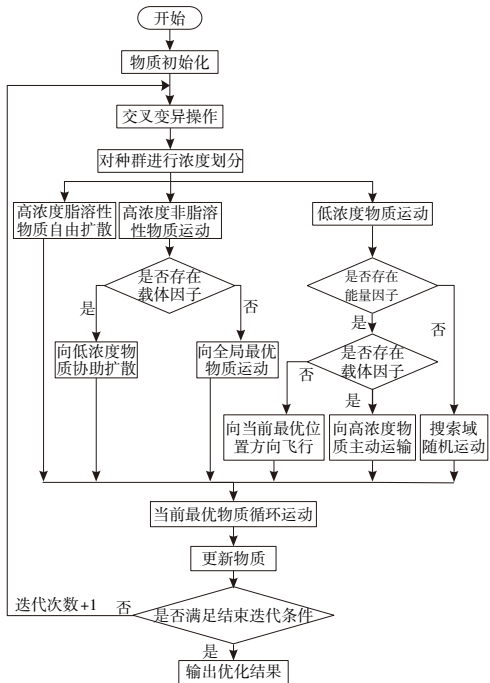 开始
物质初始化
交叉变异操作
对种群进行浓度划分
高浓度脂溶性
物质自由扩散
高浓度非脂溶
性物质运动
低浓度物质运动
是否存在
载体因子
是否存在
能量因子
是
否
是
否
向低浓度物
质协助扩散
向全局最优
物质运动
是否存在
载体因子
否
是
向当前最优位
置方向飞行
向高浓度物
质主动运输
搜索域
随机运动
当前最优物质循环运动
更新物质
迭代次数+1
否
是否满足结束迭代条件
是
输出优化结果